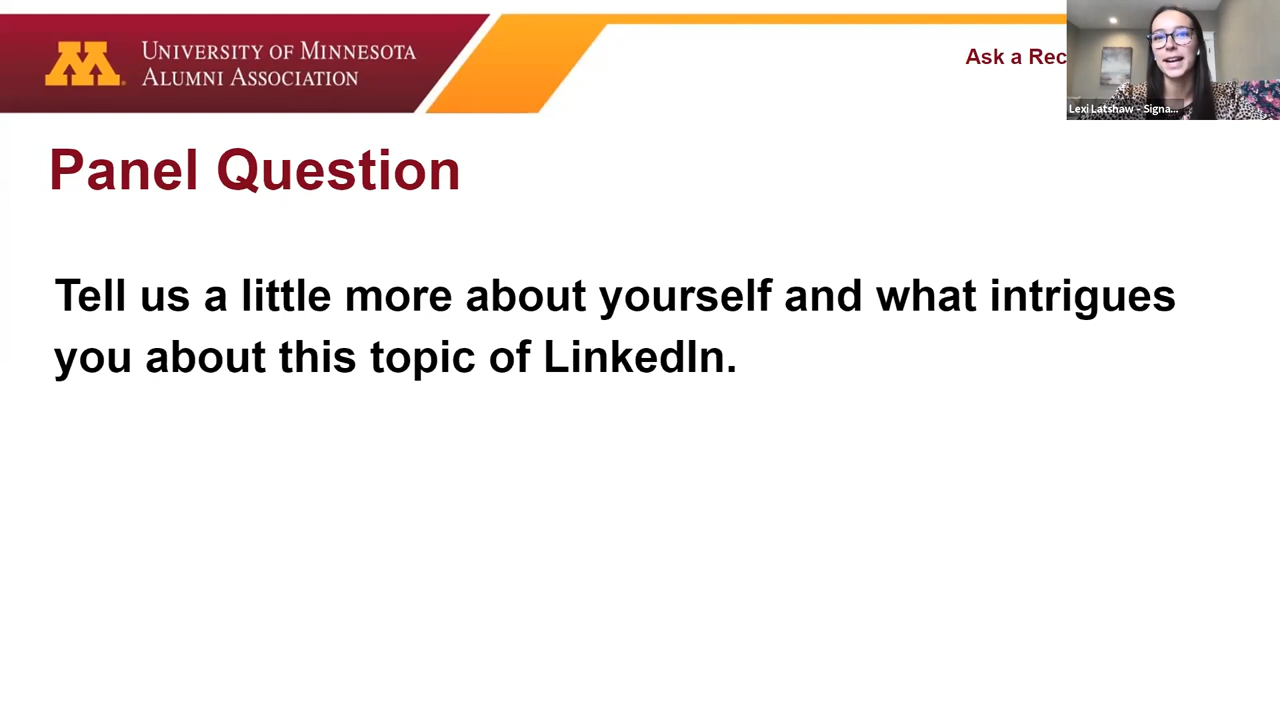 UNIVERSITY OF MINNESOTA
ALUMNI ASSOCIATION
Ask a Rec
Lexi Latshaw - Signa...
Panel Question
Tell us a little more about yourself and what intrigues
you about this topic of LinkedIn.